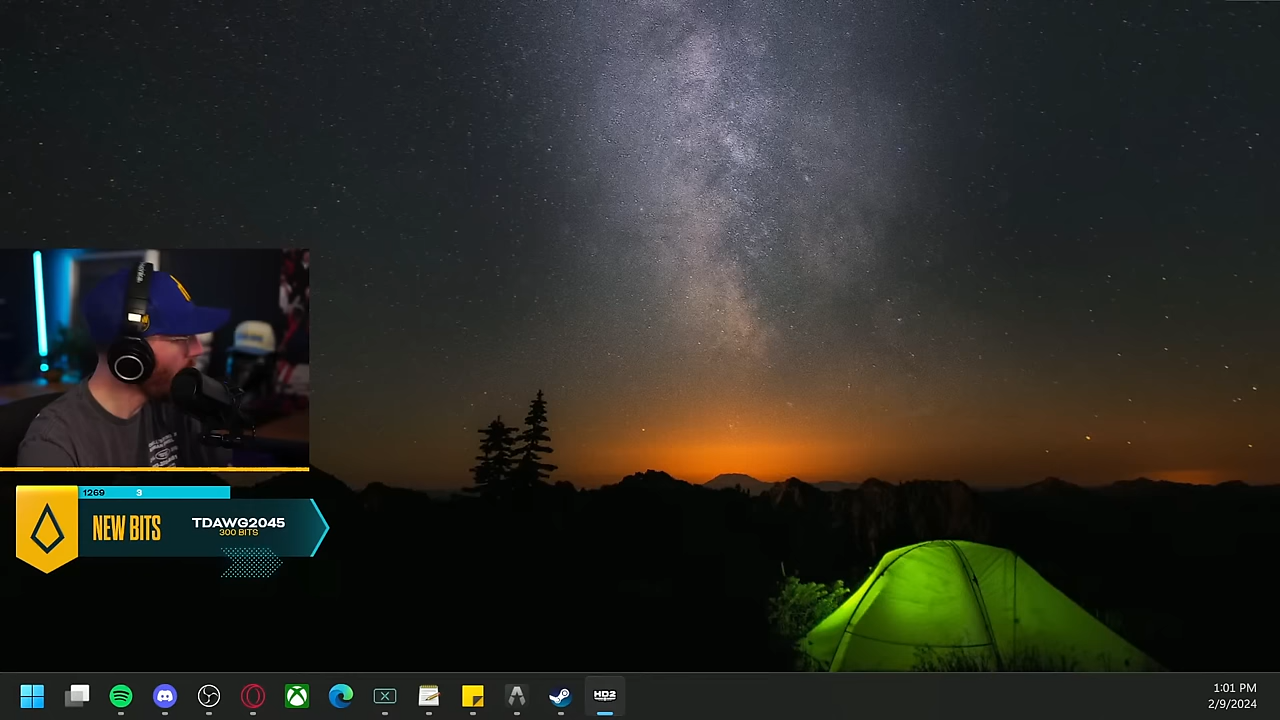 1269 3
NEW BITS
TDAWG2045
300 BITS
HD2
1:01 PM
2/9/2024